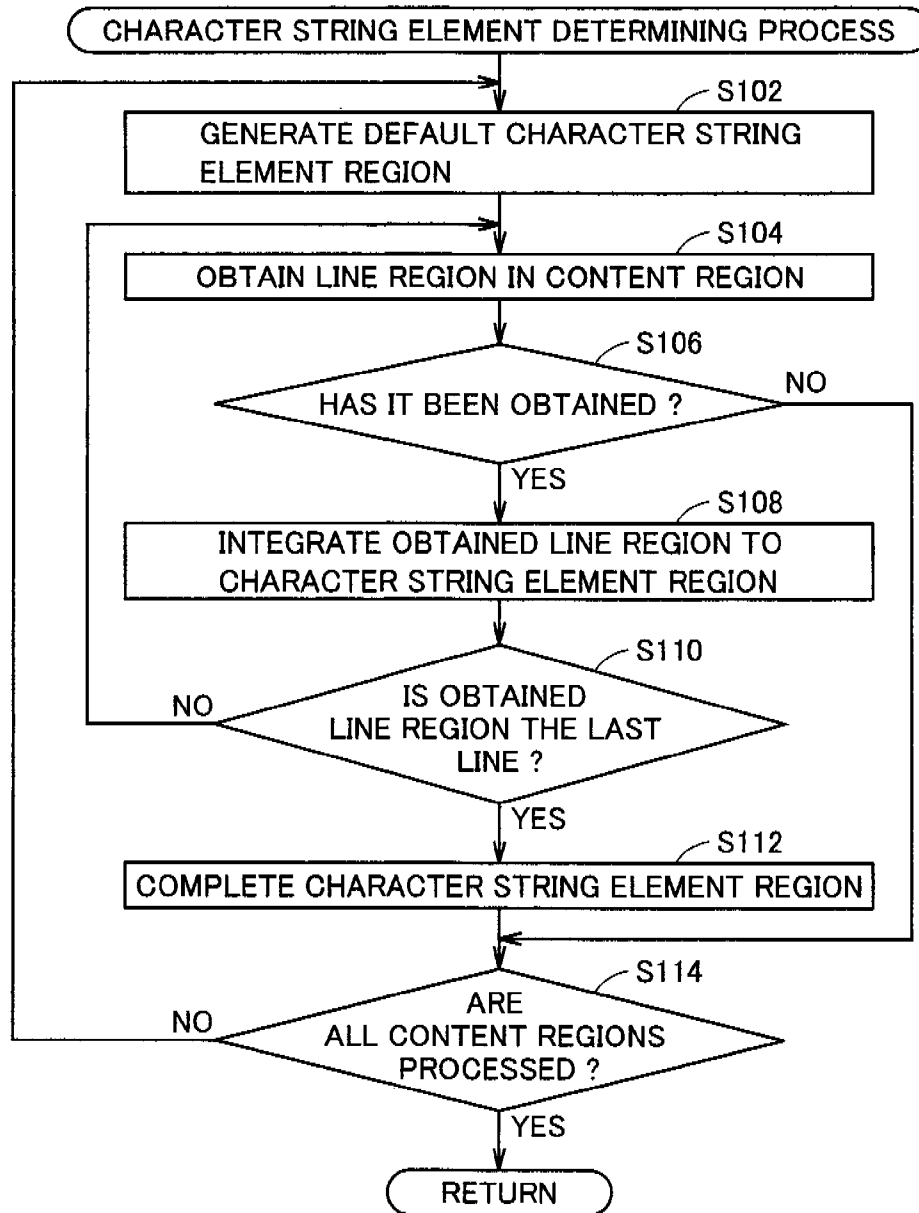 CHARACTER STRING ELEMENT DETERMINING PROCESS
S102
GENERATE DEFAULT CHARACTER STRING
ELEMENT REGION
S104
OBTAIN LINE REGION IN CONTENT REGION
S106
HAS IT BEEN OBTAINED ?
NO
YES
S108
INTEGRATE OBTAINED LINE REGION TO
CHARACTER STRING ELEMENT REGION
S110
IS OBTAINED
LINE REGION THE LAST
LINE ?
NO
YES
S112
COMPLETE CHARACTER STRING ELEMENT REGION
S114
ARE
ALL CONTENT REGIONS
PROCESSED ?
NO
YES
RETURN